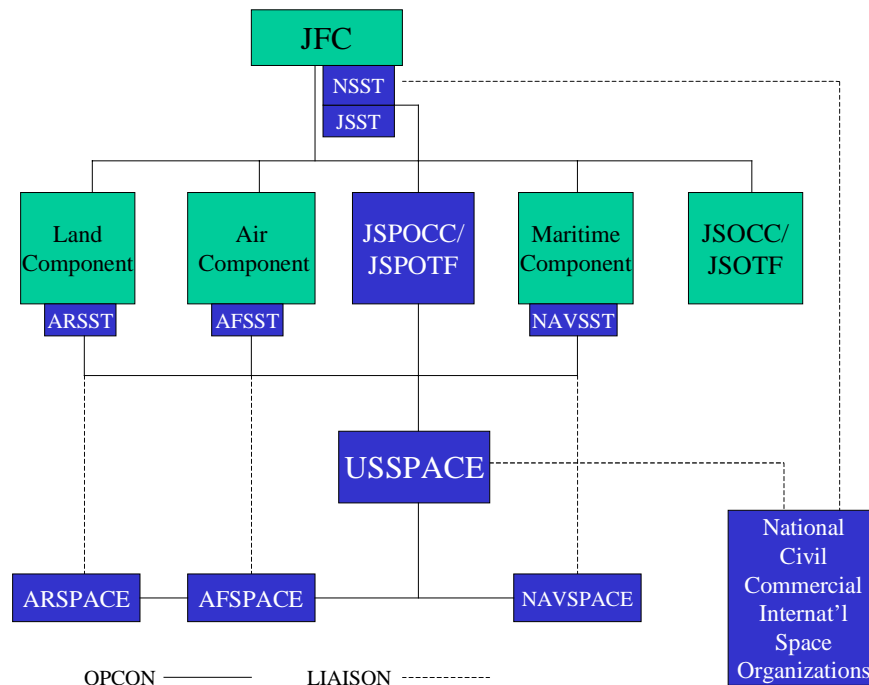 JFC
NSST
JSST
Land
Component
Air
Component
JSPOCC/
JSPOTF
Maritime
Component
JSOCC/
JSOTF
ARSST
AFSST
NAVSST
USSPACE
National
Civil
Commercial
Internat’l
Space
Organizations
ARSPACE
AFSPACE
NAVSPACE
OPCON
LIAISON